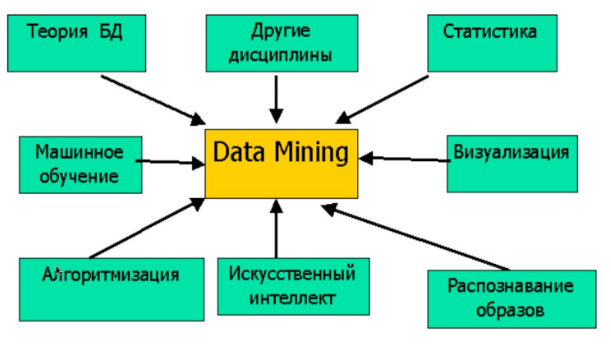 Теория БД
Другие
дисциплины
Статистика
Машинное
обучение
Data Mining
Визуализация
Алгоритмизация
Искусственный
интеллект
Распознавание
образов